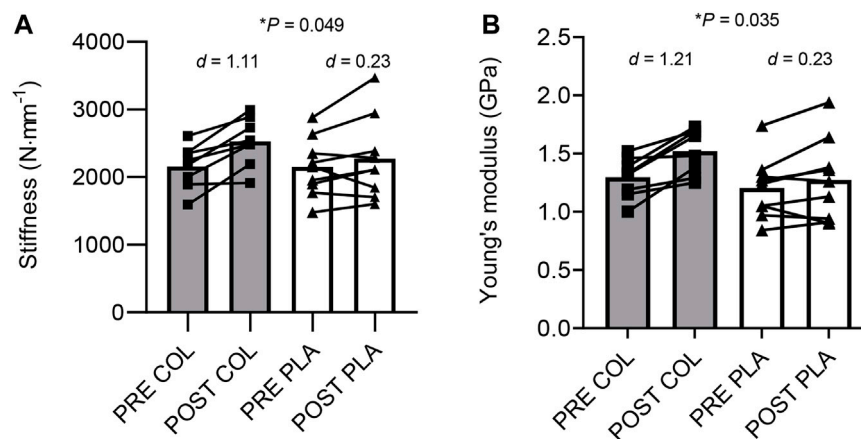 A
*P = 0.049
d = 1.11
d = 0.23
Stiffness (N·mm⁻¹)
4000
3000
2000
1000
0
PRE COL
POST COL
PRE PLA
POST PLA
B
*P = 0.035
d = 1.21
d = 0.23
Young's modulus (GPa)
2.5
2.0
1.5
1.0
0.5
0.0
PRE COL
POST COL
PRE PLA
POST PLA